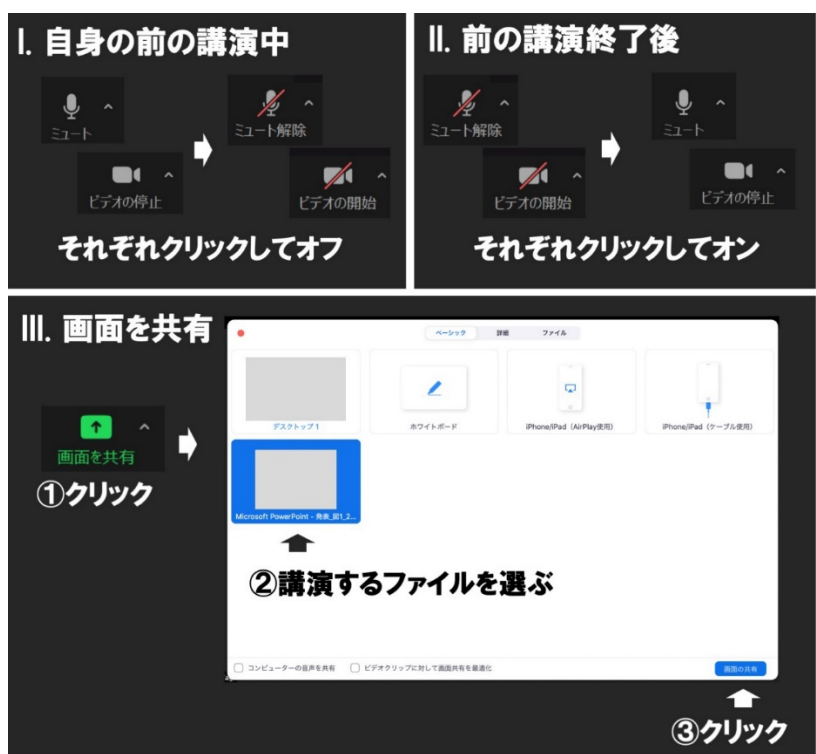 I. 自身の前の講演中
ミュート
ミュート解除
ビデオの停止
ビデオの開始
それぞれクリックしてオフ
II. 前の講演終了後
ミュート解除
ミュート
ビデオの開始
ビデオの停止
それぞれクリックしてオン
III. 画面を共有
画面を共有
①クリック
ベーシック 詳細 ファイル
デスクトップ 1
ホワイトボード
iPhone/iPad（AirPlay使用）
iPhone/iPad（ケーブル使用）
Microsoft PowerPoint - 発表_図1_2...
②講演するファイルを選ぶ
コンピューターの音声を共有
ビデオクリップに対して画面共有を最適化
画面の共有
③クリック